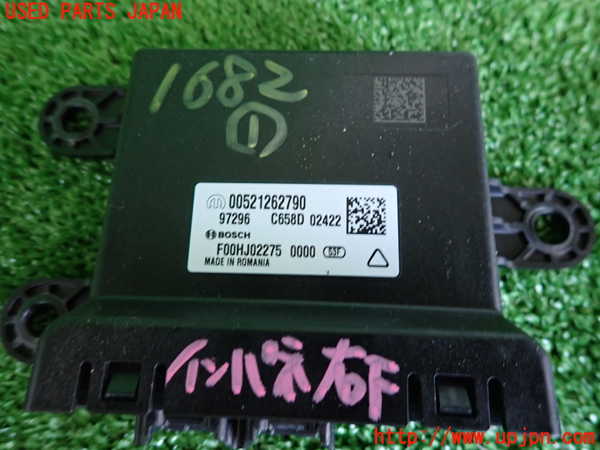 USED PARTS JAPAN
1682
①
00521262790
97296 C658D 02422
BOSCH
F00HJ02275 0000 S3F
MADE IN ROMANIA
インパネ右下
http://www.upjpn.com